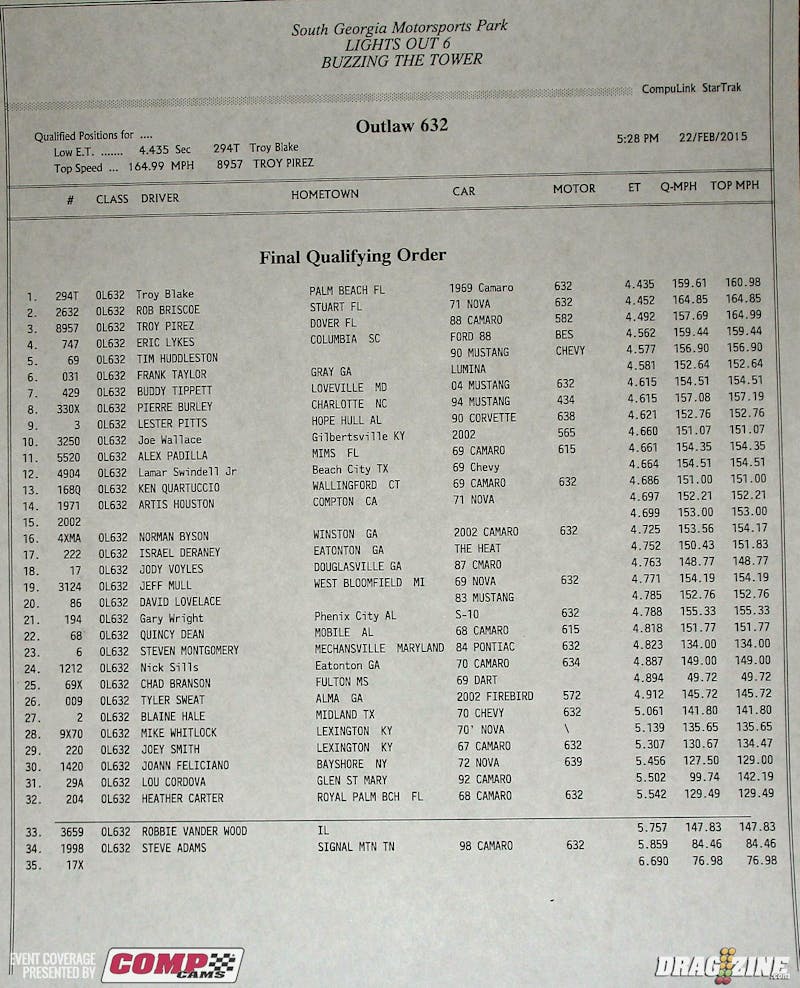 South Georgia Motorsports Park
LIGHTS OUT 6
BUZZING THE TOWER
CompuLink StarTrak
Outlaw 632
5:28 PM 22/FEB/2015
Qualified Positions for ....
Low E.T. ....... 4.435 Sec 294T Troy Blake
Top Speed ... 164.99 MPH 8957 TROY PIREZ
# CLASS DRIVER HOMETOWN CAR MOTOR ET Q-MPH TOP MPH
Final Qualifying Order
1. 294T OL632 Troy Blake PALM BEACH FL 1969 Camaro 632 4.435 159.61 160.98
2. 2632 OL632 ROB BRISCOE STUART FL 71 NOVA 632 4.452 164.85 164.85
3. 8957 OL632 TROY PIREZ DOVER FL 88 CAMARO 582 4.492 157.69 164.99
4. 747 OL632 ERIC LYKES COLUMBIA SC FORD 88 BES 4.562 159.44 159.44
5. 69 OL632 TIM HUDDLESTON 90 MUSTANG CHEVY 4.577 156.90 156.90
6. 031 OL632 FRANK TAYLOR GRAY GA LUMINA 4.581 152.64 152.64
7. 429 OL632 BUDDY TIPPETT LOVEVILLE MD 04 MUSTANG 632 4.615 154.51 154.51
8. 330X OL632 PIERRE BURLEY CHARLOTTE NC 94 MUSTANG 434 4.615 157.08 157.19
9. 3 OL632 LESTER PITTS HOPE HULL AL 90 CORVETTE 638 4.621 152.76 152.76
10. 3250 OL632 Joe Wallace Gilbertsville KY 2002 565 4.660 151.07 151.07
11. 5520 OL632 ALEX PADILLA MIMS FL 69 CAMARO 615 4.661 154.35 154.35
12. 4904 OL632 Lamar Swindell Jr Beach City TX 69 Chevy 4.664 154.51 154.51
13. 168Q OL632 KEN QUARTUCCIO WALLINGFORD CT 69 CAMARO 632 4.686 151.00 151.00
14. 1971 OL632 ARTIS HOUSTON COMPTON CA 71 NOVA 4.697 152.21 152.21
15. 2002 4.699 153.00 153.00
16. 4XMA OL632 NORMAN BYSON WINSTON GA 2002 CAMARO 632 4.725 153.56 154.17
17. 222 OL632 ISRAEL DERANEY EATONTON GA THE HEAT 4.752 150.43 151.83
18. 17 OL632 JODY VOYLES DOUGLASVILLE GA 87 CMARO 4.763 148.77 148.77
19. 3124 OL632 JEFF MULL WEST BLOOMFIELD MI 69 NOVA 632 4.771 154.19 154.19
20. 86 OL632 DAVID LOVELACE 83 MUSTANG 4.785 152.76 152.76
21. 194 OL632 Gary Wright Phenix City AL S-10 632 4.788 155.33 155.33
22. 68 OL632 QUINCY DEAN MOBILE AL 68 CAMARO 615 4.818 151.77 151.77
23. 6 OL632 STEVEN MONTGOMERY MECHANSVILLE MARYLAND 84 PONTIAC 632 4.823 134.00 134.00
24. 1212 OL632 Nick Sills Eatonton GA 70 CAMARO 634 4.887 149.00 149.00
25. 69X OL632 CHAD BRANSON FULTON MS 69 DART 4.894 49.72 49.72
26. 009 OL632 TYLER SWEAT ALMA GA 2002 FIREBIRD 572 4.912 145.72 145.72
27. 2 OL632 BLAINE HALE MIDLAND TX 70 CHEVY 632 5.061 141.80 141.80
28. 9X70 OL632 MIKE WHITLOCK LEXINGTON KY 70' NOVA \ 5.139 135.65 135.65
29. 220 OL632 JOEY SMITH LEXINGTON KY 67 CAMARO 632 5.307 130.67 134.47
30. 1420 OL632 JOANN FELICIANO BAYSHORE NY 72 NOVA 639 5.456 127.50 129.00
31. 29A OL632 LOU CORDOVA GLEN ST MARY 92 CAMARO 5.502 99.74 142.19
32. 204 OL632 HEATHER CARTER ROYAL PALM BCH FL 68 CAMARO 632 5.542 129.49 129.49
33. 3659 OL632 ROBBIE VANDER WOOD IL 5.757 147.83 147.83
34. 1998 OL632 STEVE ADAMS SIGNAL MTN TN 98 CAMARO 632 5.859 84.46 84.46
35. 17X 6.690 76.98 76.98
EVENT COVERAGE
PRESENTED BY
COMP
CAMS
DRAGZINE
.com